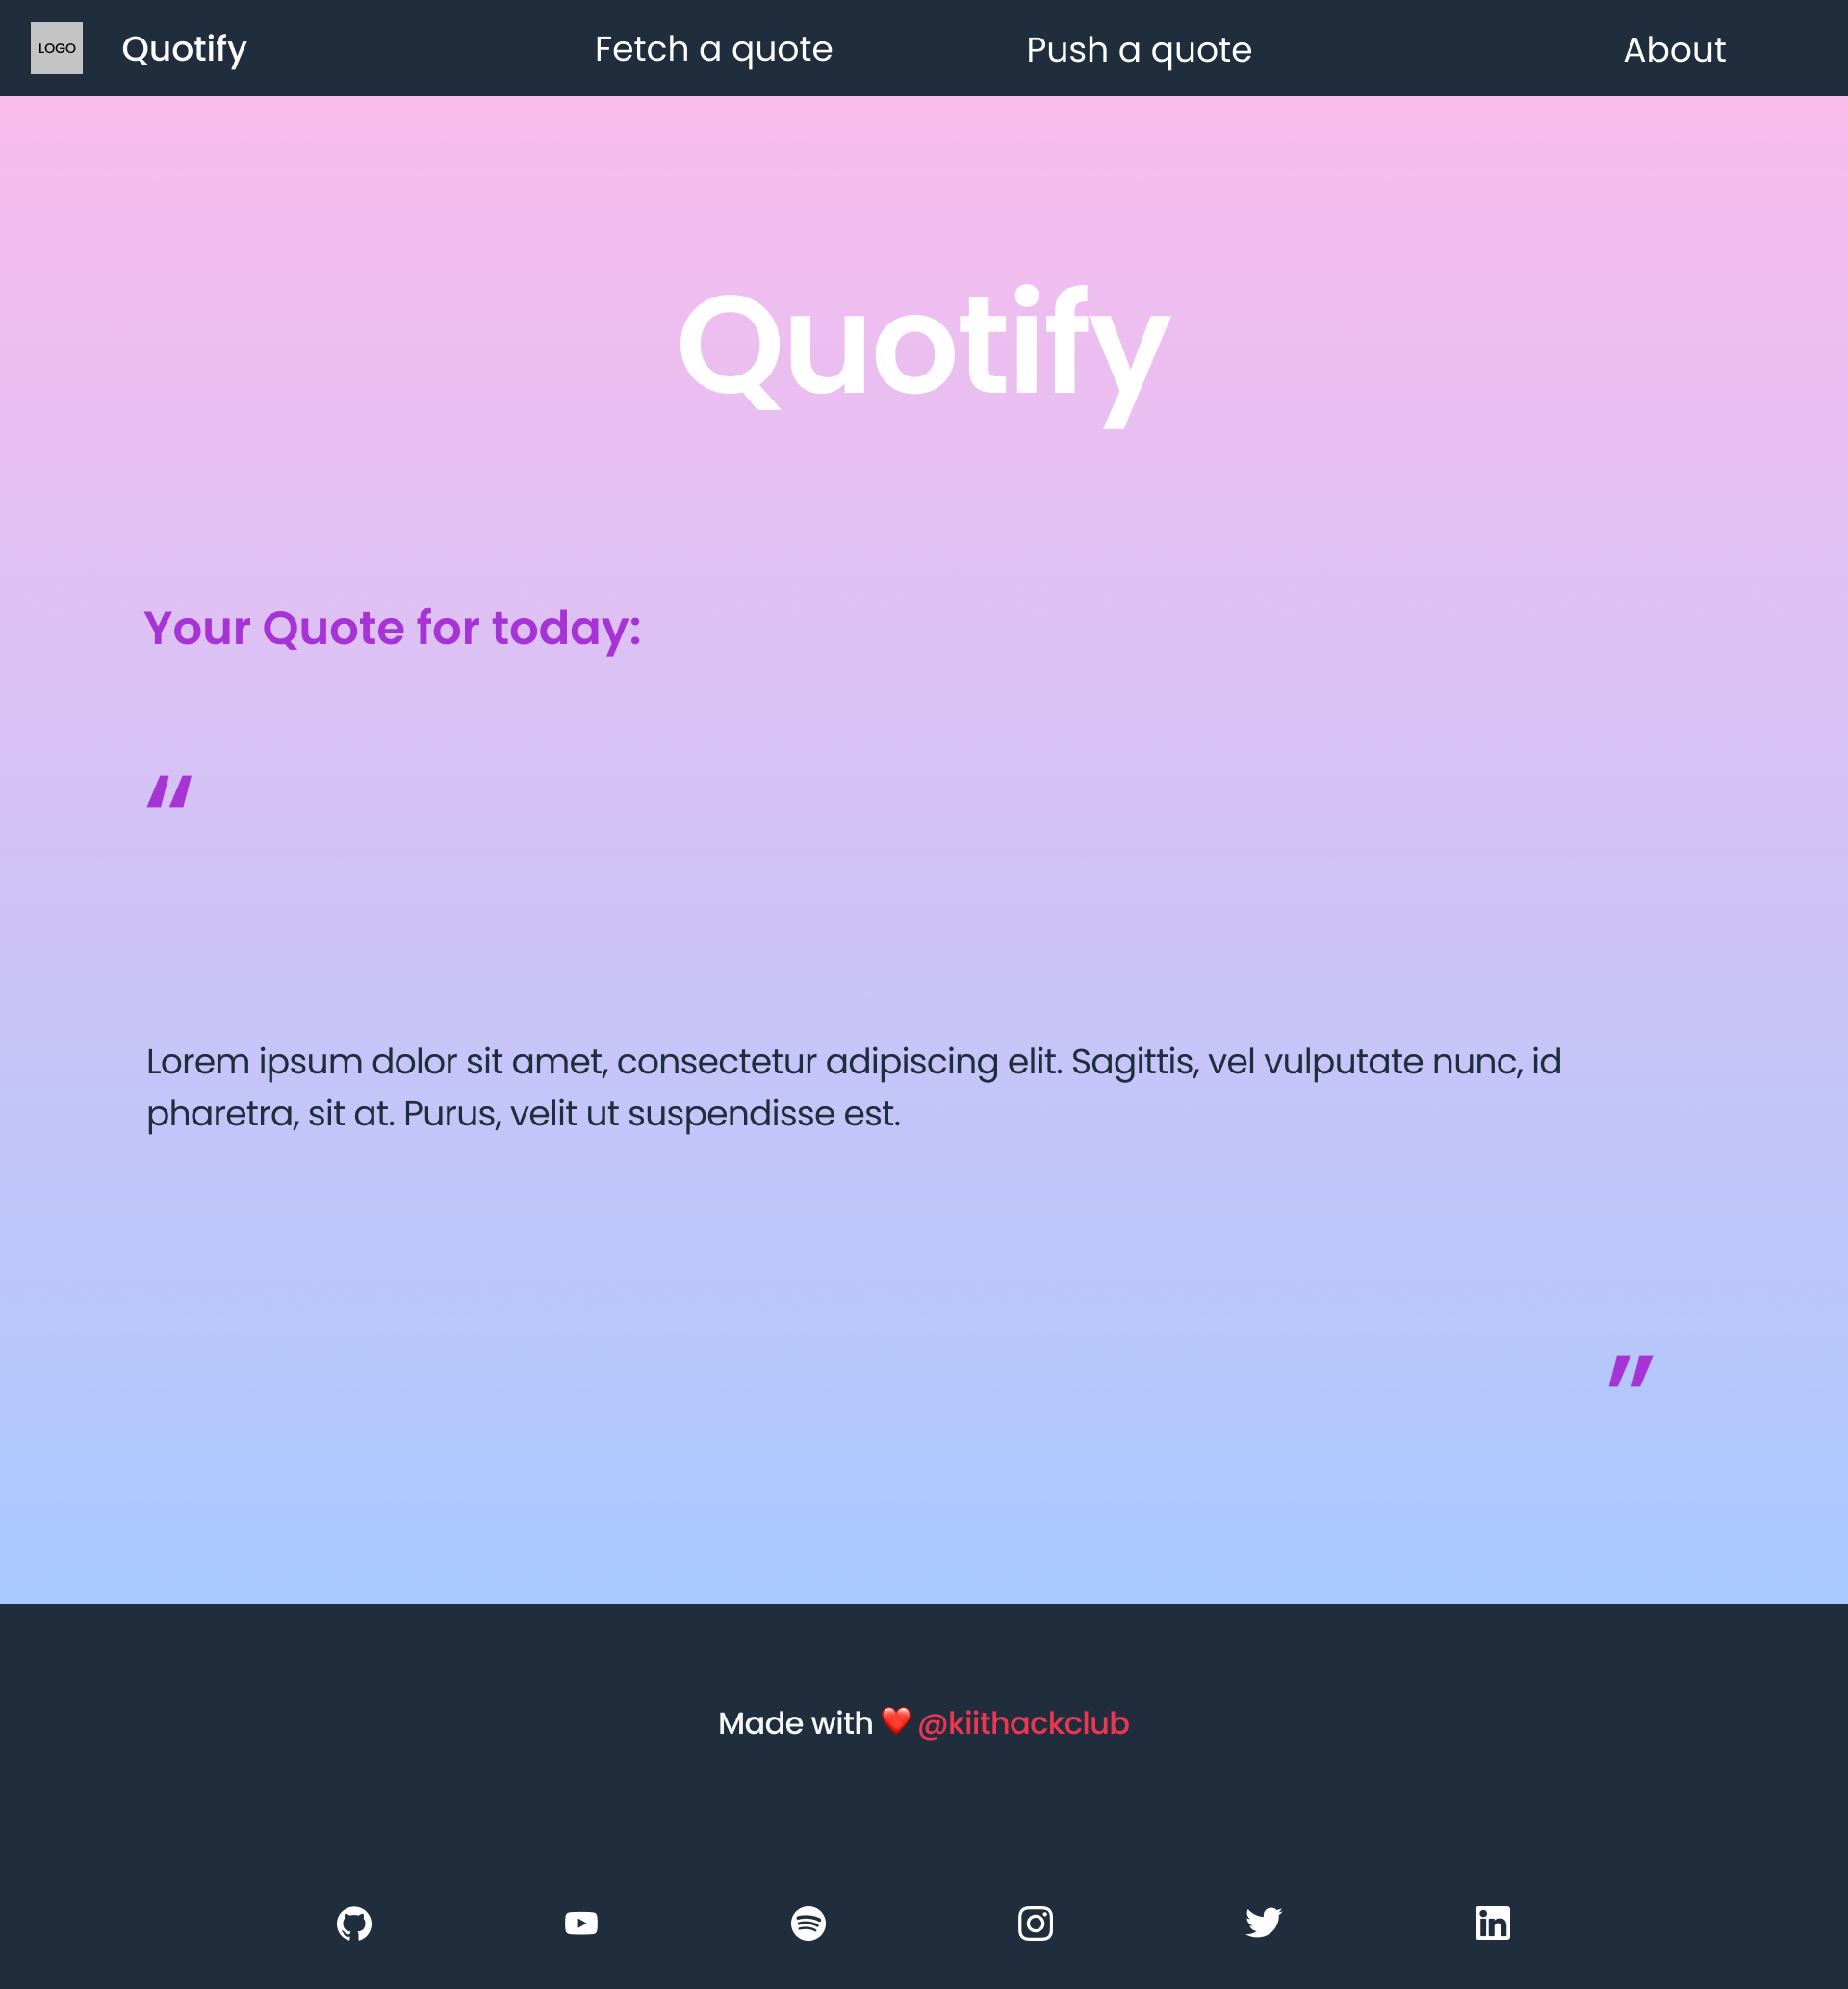 LOGO Quotify Fetch a quote Push a quote About
Quotify
Your Quote for today:
“
Lorem ipsum dolor sit amet, consectetur adipiscing elit. Sagittis, vel vulputate nunc, id
pharetra, sit at. Purus, velit ut suspendisse est.
”
Made with ❤️ @kiithackclub
in